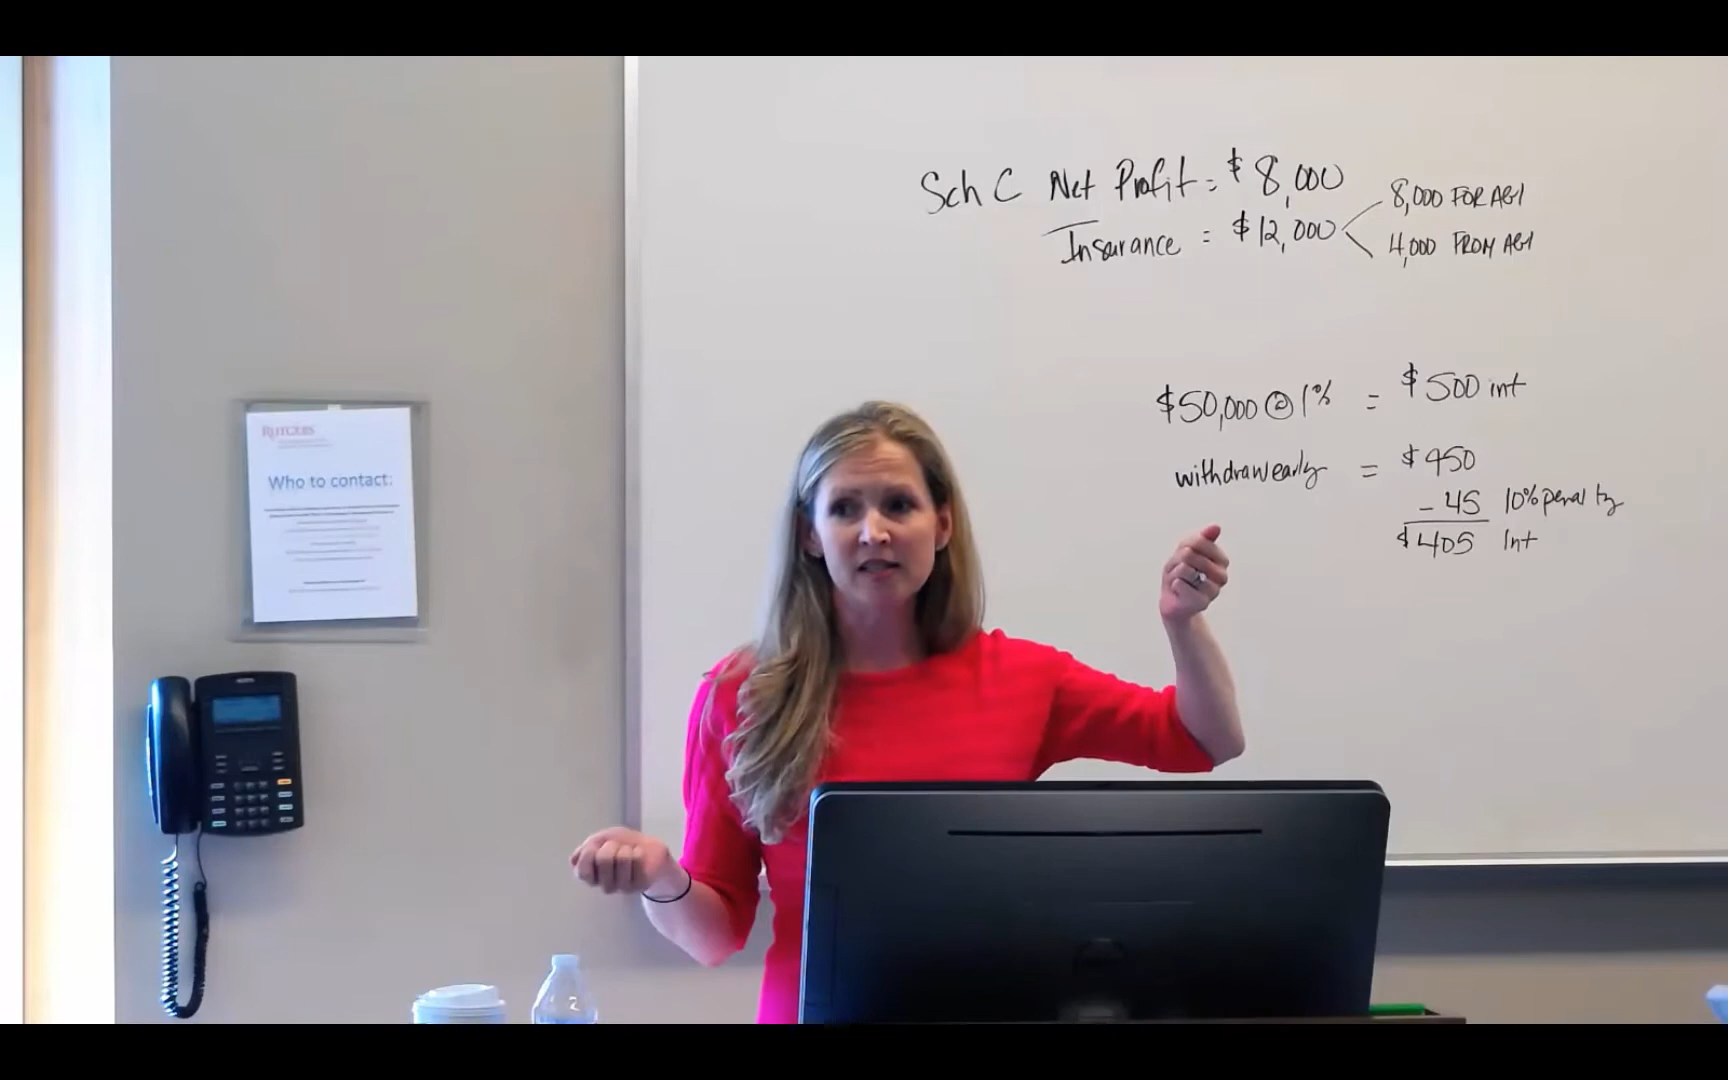 Sch C Net Profit = $8,000
Insurance = $12,000
8,000 FOR AGI
4,000 FROM AGI
$50,000 @ 1% = $500 int
withdraw early = $450
- 45 10% penalty
$405 Int
RUTGERS
Who to contact: